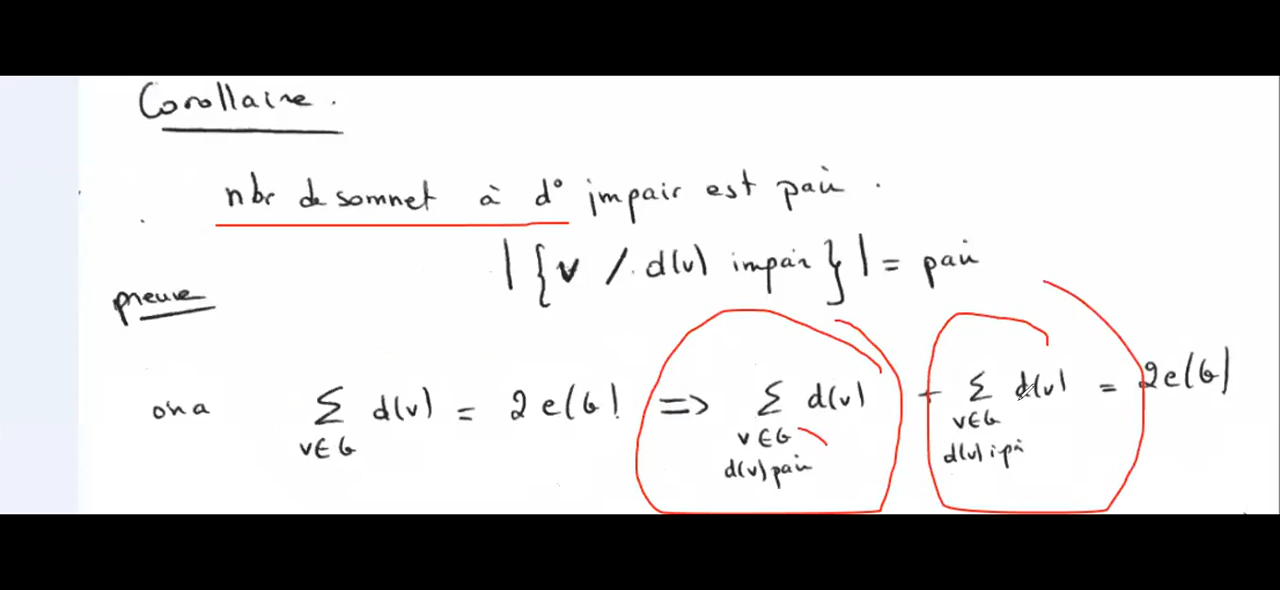 Corollaire.
nbr de sommet à d° impair est pair.
| { v / d(v) impair } | = pair
preuve
on a ∑ d(v) = 2e(G) => ∑ d(v) + ∑ d(v) = 2e(G)
v∈G v∈G v∈G
d(v) pair d(v) ipr